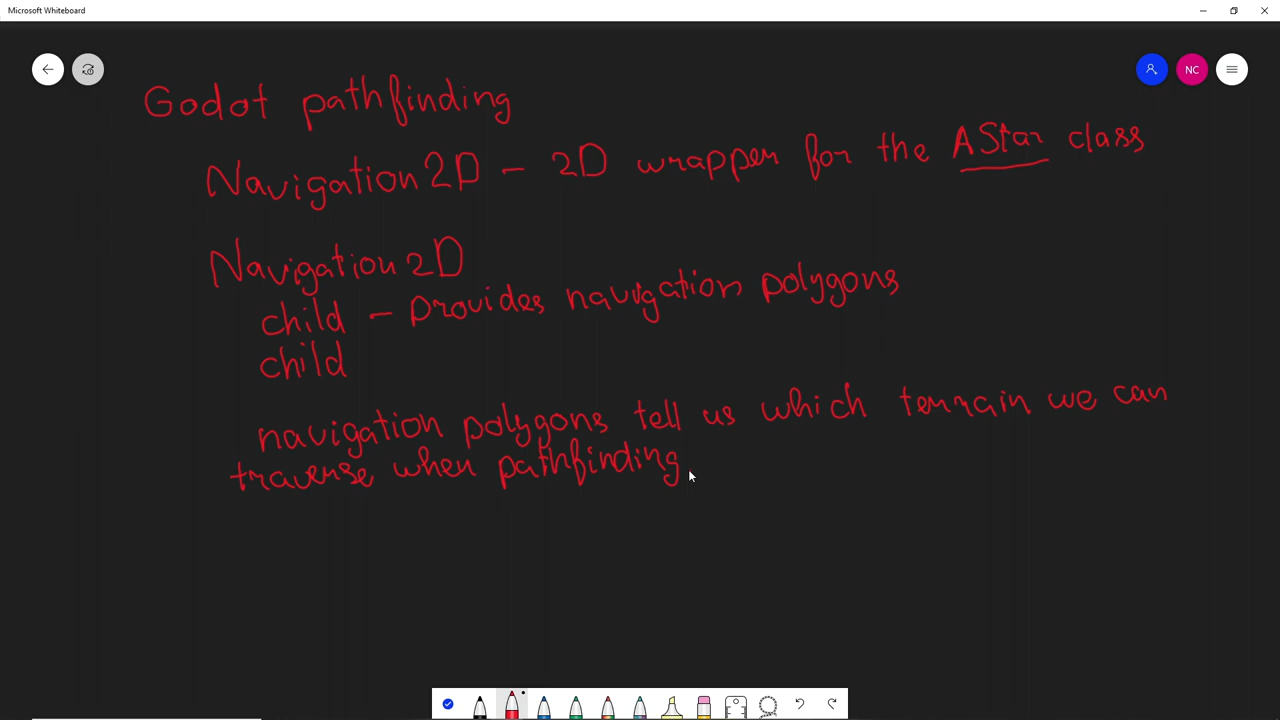 Microsoft Whiteboard
NC
Godot pathfinding
Navigation2D - 2D wrapper for the AStar class
Navigation2D
child - provides navigation polygons
child
navigation polygons tell us which terrain we can
traverse when pathfinding